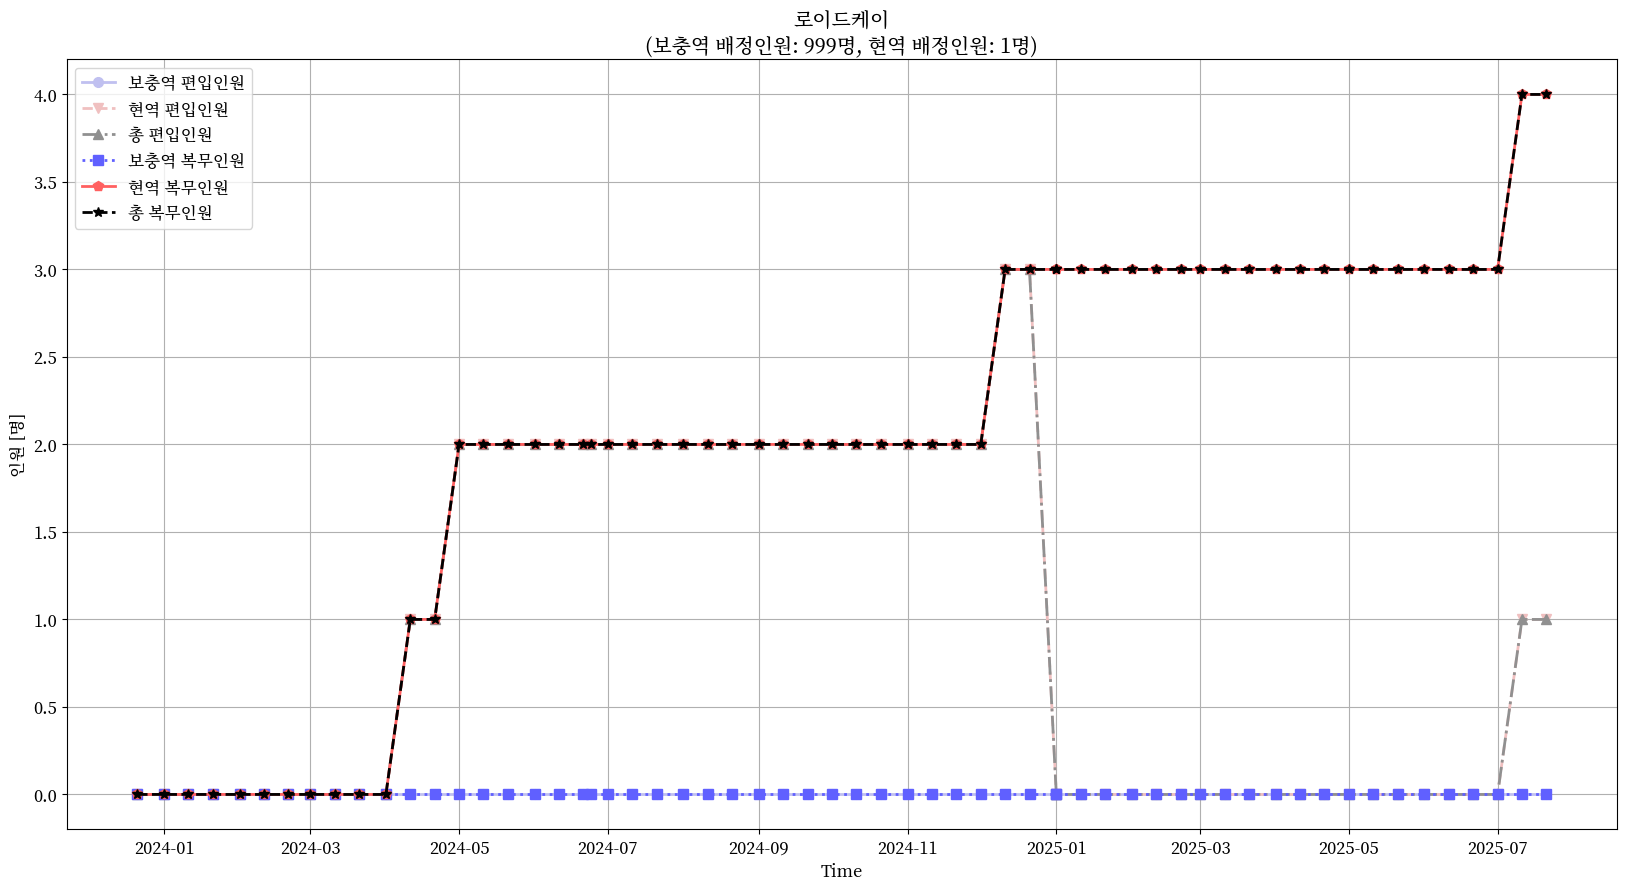 로이드케이
(보충역 배정인원: 999명, 현역 배정인원: 1명)
보충역 편입인원
현역 편입인원
총 편입인원
보충역 복무인원
현역 복무인원
총 복무인원
4.0
3.5
3.0
2.5
2.0
1.5
1.0
0.5
0.0
인원 [명]
2024-01 2024-03 2024-05 2024-07 2024-09 2024-11 2025-01 2025-03 2025-05 2025-07
Time